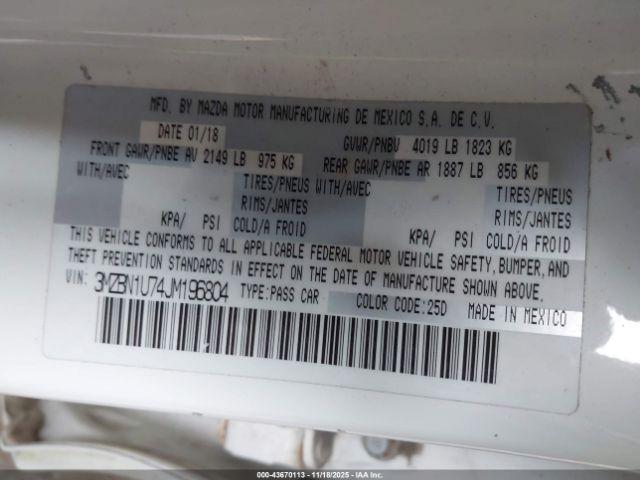 MFD. BY MAZDA MOTOR MANUFACTURING DE MEXICO S.A. DE C.V.
DATE 01/18 GVWR/PNBV 4019 LB 1823 KG
FRONT GAWR/PNBE AV 2149 LB 975 KG REAR GAWR/PNBE AR 1887 LB 856 KG
WITH/AVEC TIRES/PNEUS WITH/AVEC TIRES/PNEUS
RIMS/JANTES RIMS/JANTES
KPA/ PSI COLD/A FROID KPA/ PSI COLD/A FROID
THIS VEHICLE CONFORMS TO ALL APPLICABLE FEDERAL MOTOR VEHICLE SAFETY, BUMPER, AND
THEFT PREVENTION STANDARDS IN EFFECT ON THE DATE OF MANUFACTURE SHOWN ABOVE.
VIN: 3MZBN1U74JM196804 TYPE:PASS CAR COLOR CODE:25D MADE IN MEXICO
000-43670113 - 11/18/2025 - IAA Inc.